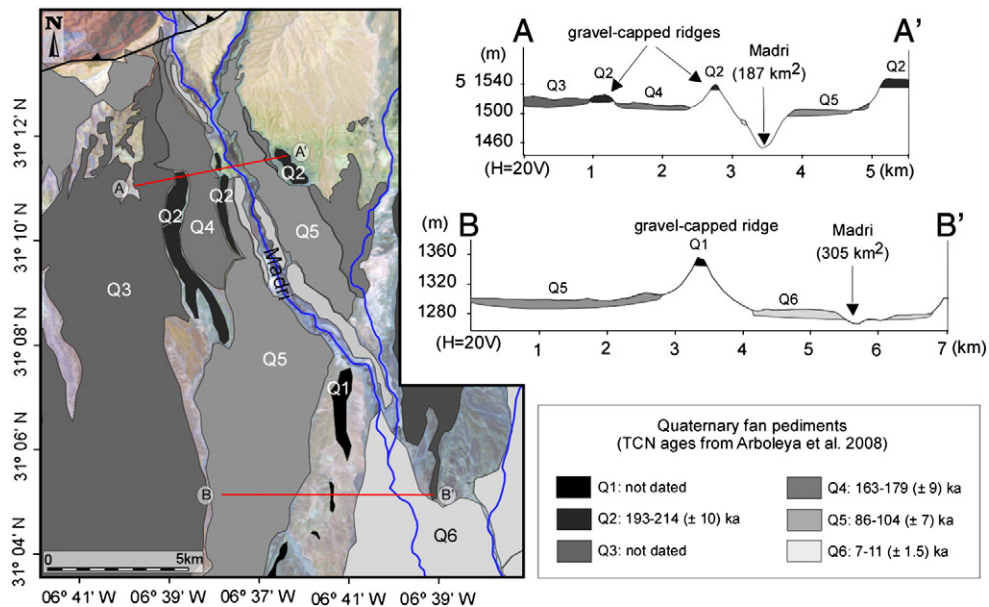 N
31° 12' N
31° 10' N
31° 08' N
31° 06' N
31° 04' N
A
A'
Q2
Q2
Q2
Q4
Q5
Q3
Madri
Q5
Q1
B
B'
Q6
0
5km
06° 41' W
06° 39' W
06° 37' W
06° 41' W
06° 39' W
A
A'
(m)
gravel-capped ridges
Madri
(187 km²)
5
1540
1500
1460
Q3
Q2
Q4
Q2
Q5
Q2
(H=20V)
1
2
3
4
5 (km)
B
B'
(m)
gravel-capped ridge
Q1
Madri
(305 km²)
1360
1320
1280
Q5
Q6
(H=20V)
1
2
3
4
5
6
7 (km)
Quaternary fan pediments
(TCN ages from Arboleya et al. 2008)
Q1: not dated
Q2: 193-214 (± 10) ka
Q3: not dated
Q4: 163-179 (± 9) ka
Q5: 86-104 (± 7) ka
Q6: 7-11 (± 1.5) ka